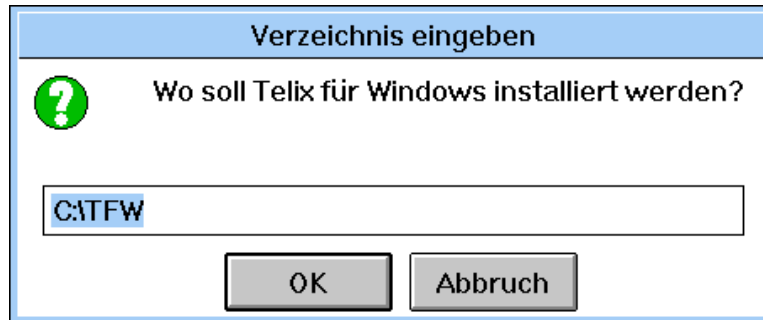 Verzeichnis eingeben
Wo soll Telix für Windows installiert werden?
C:\TFW
OK
Abbruch